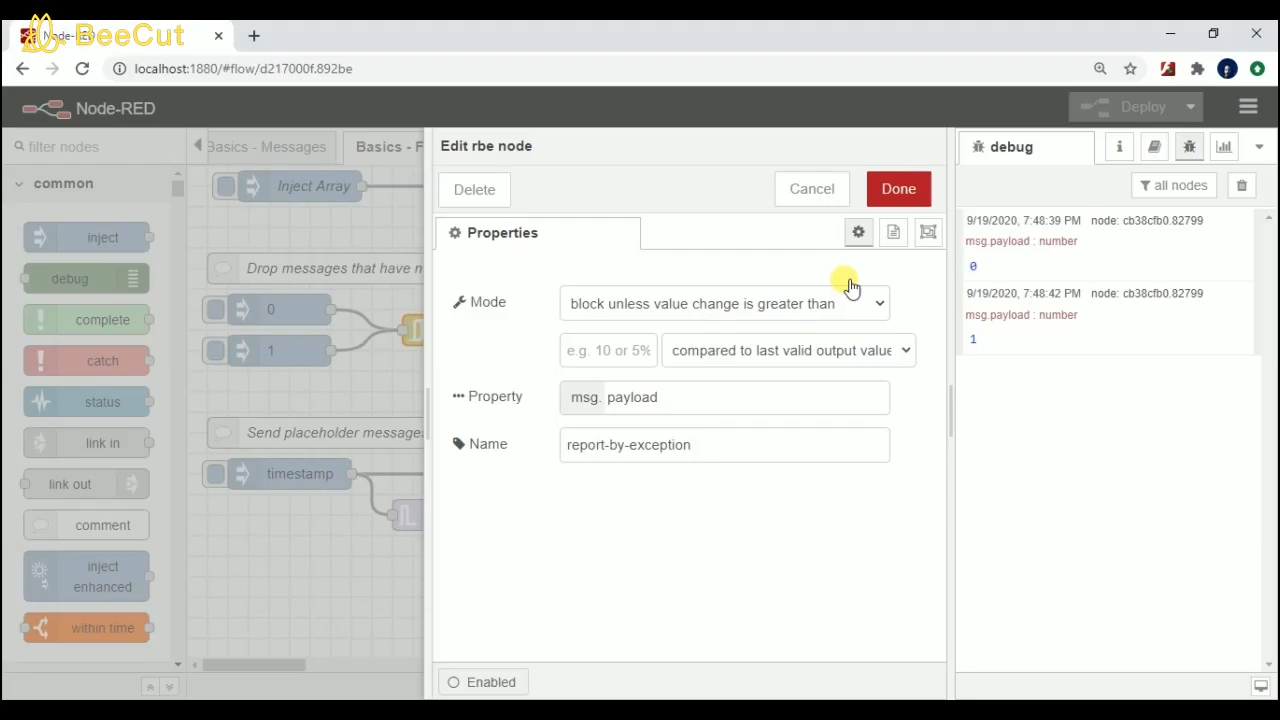 BeeCut
localhost:1880/#flow/d217000f.892be
Node-RED
Deploy
filter nodes
Basics - Messages
Basics - F
Edit rbe node
debug
common
Inject Array
Delete
Cancel
Done
all nodes
inject
Properties
9/19/2020, 7:48:39 PM node: cb38cfb0.82799
msg.payload : number
0
debug
Drop messages that have n
Mode
block unless value change is greater than
9/19/2020, 7:48:42 PM node: cb38cfb0.82799
msg.payload : number
1
complete
0
catch
1
e.g. 10 or 5%
compared to last valid output value
status
Property
msg. payload
link in
Send placeholder message
Name
report-by-exception
link out
timestamp
comment
inject
enhanced
within time
Enabled